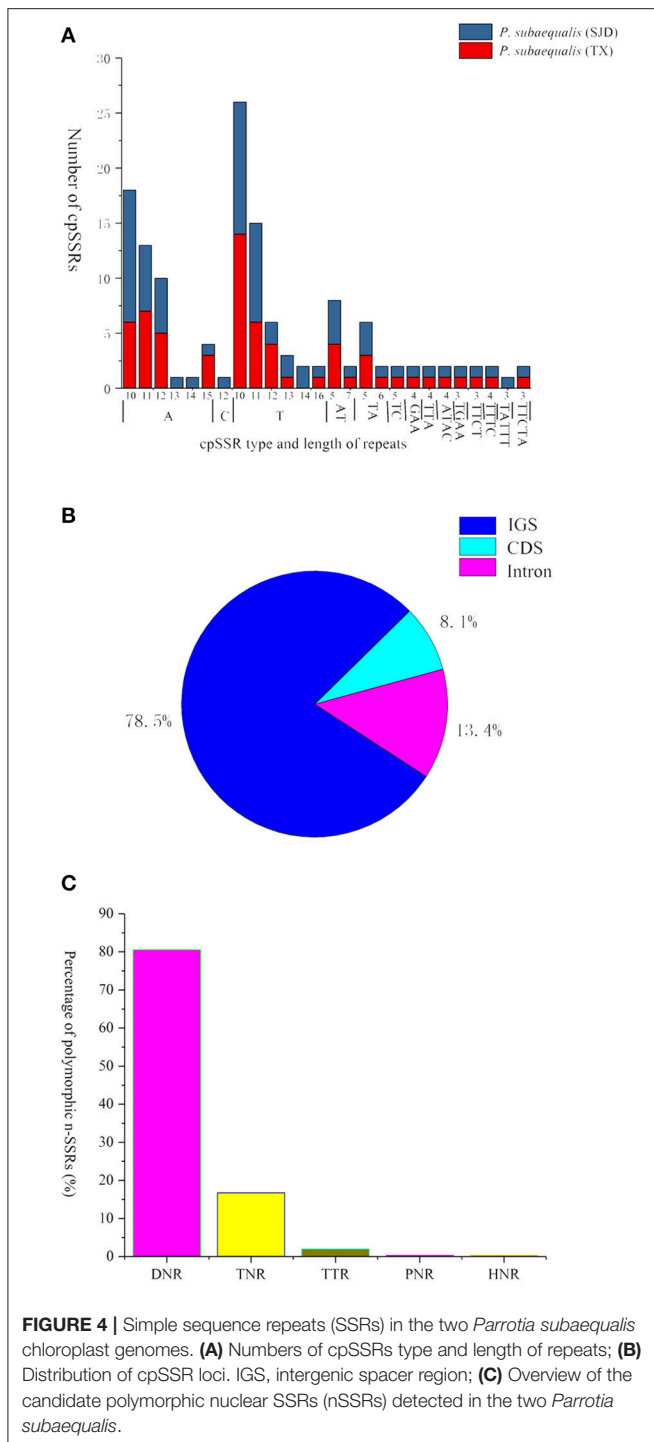 A
P. subaequalis (SJD)
P. subaequalis (TX)
30
25
20
15
10
5
0
Number of cpSSRs
10 11 12 13 14 15 12 10 11 12 13 14 16 5 7 5 6 5 4 4 4 3 3 4 3 3
A C T AT TA TC GAA TTA ATAC TGAA TTCT TTTC TATTT TTCTA
cpSSR type and length of repeats
B
IGS
CDS
Intron
8.1%
78.5%
13.4%
C
90
80
70
60
50
40
30
20
10
0
Percentage of polymorphic n-SSRs (%)
DNR TNR TTR PNR HNR
FIGURE 4 | Simple sequence repeats (SSRs) in the two Parrotia subaequalis
chloroplast genomes. (A) Numbers of cpSSRs type and length of repeats; (B)
Distribution of cpSSR loci. IGS, intergenic spacer region; (C) Overview of the
candidate polymorphic nuclear SSRs (nSSRs) detected in the two Parrotia
subaequalis.